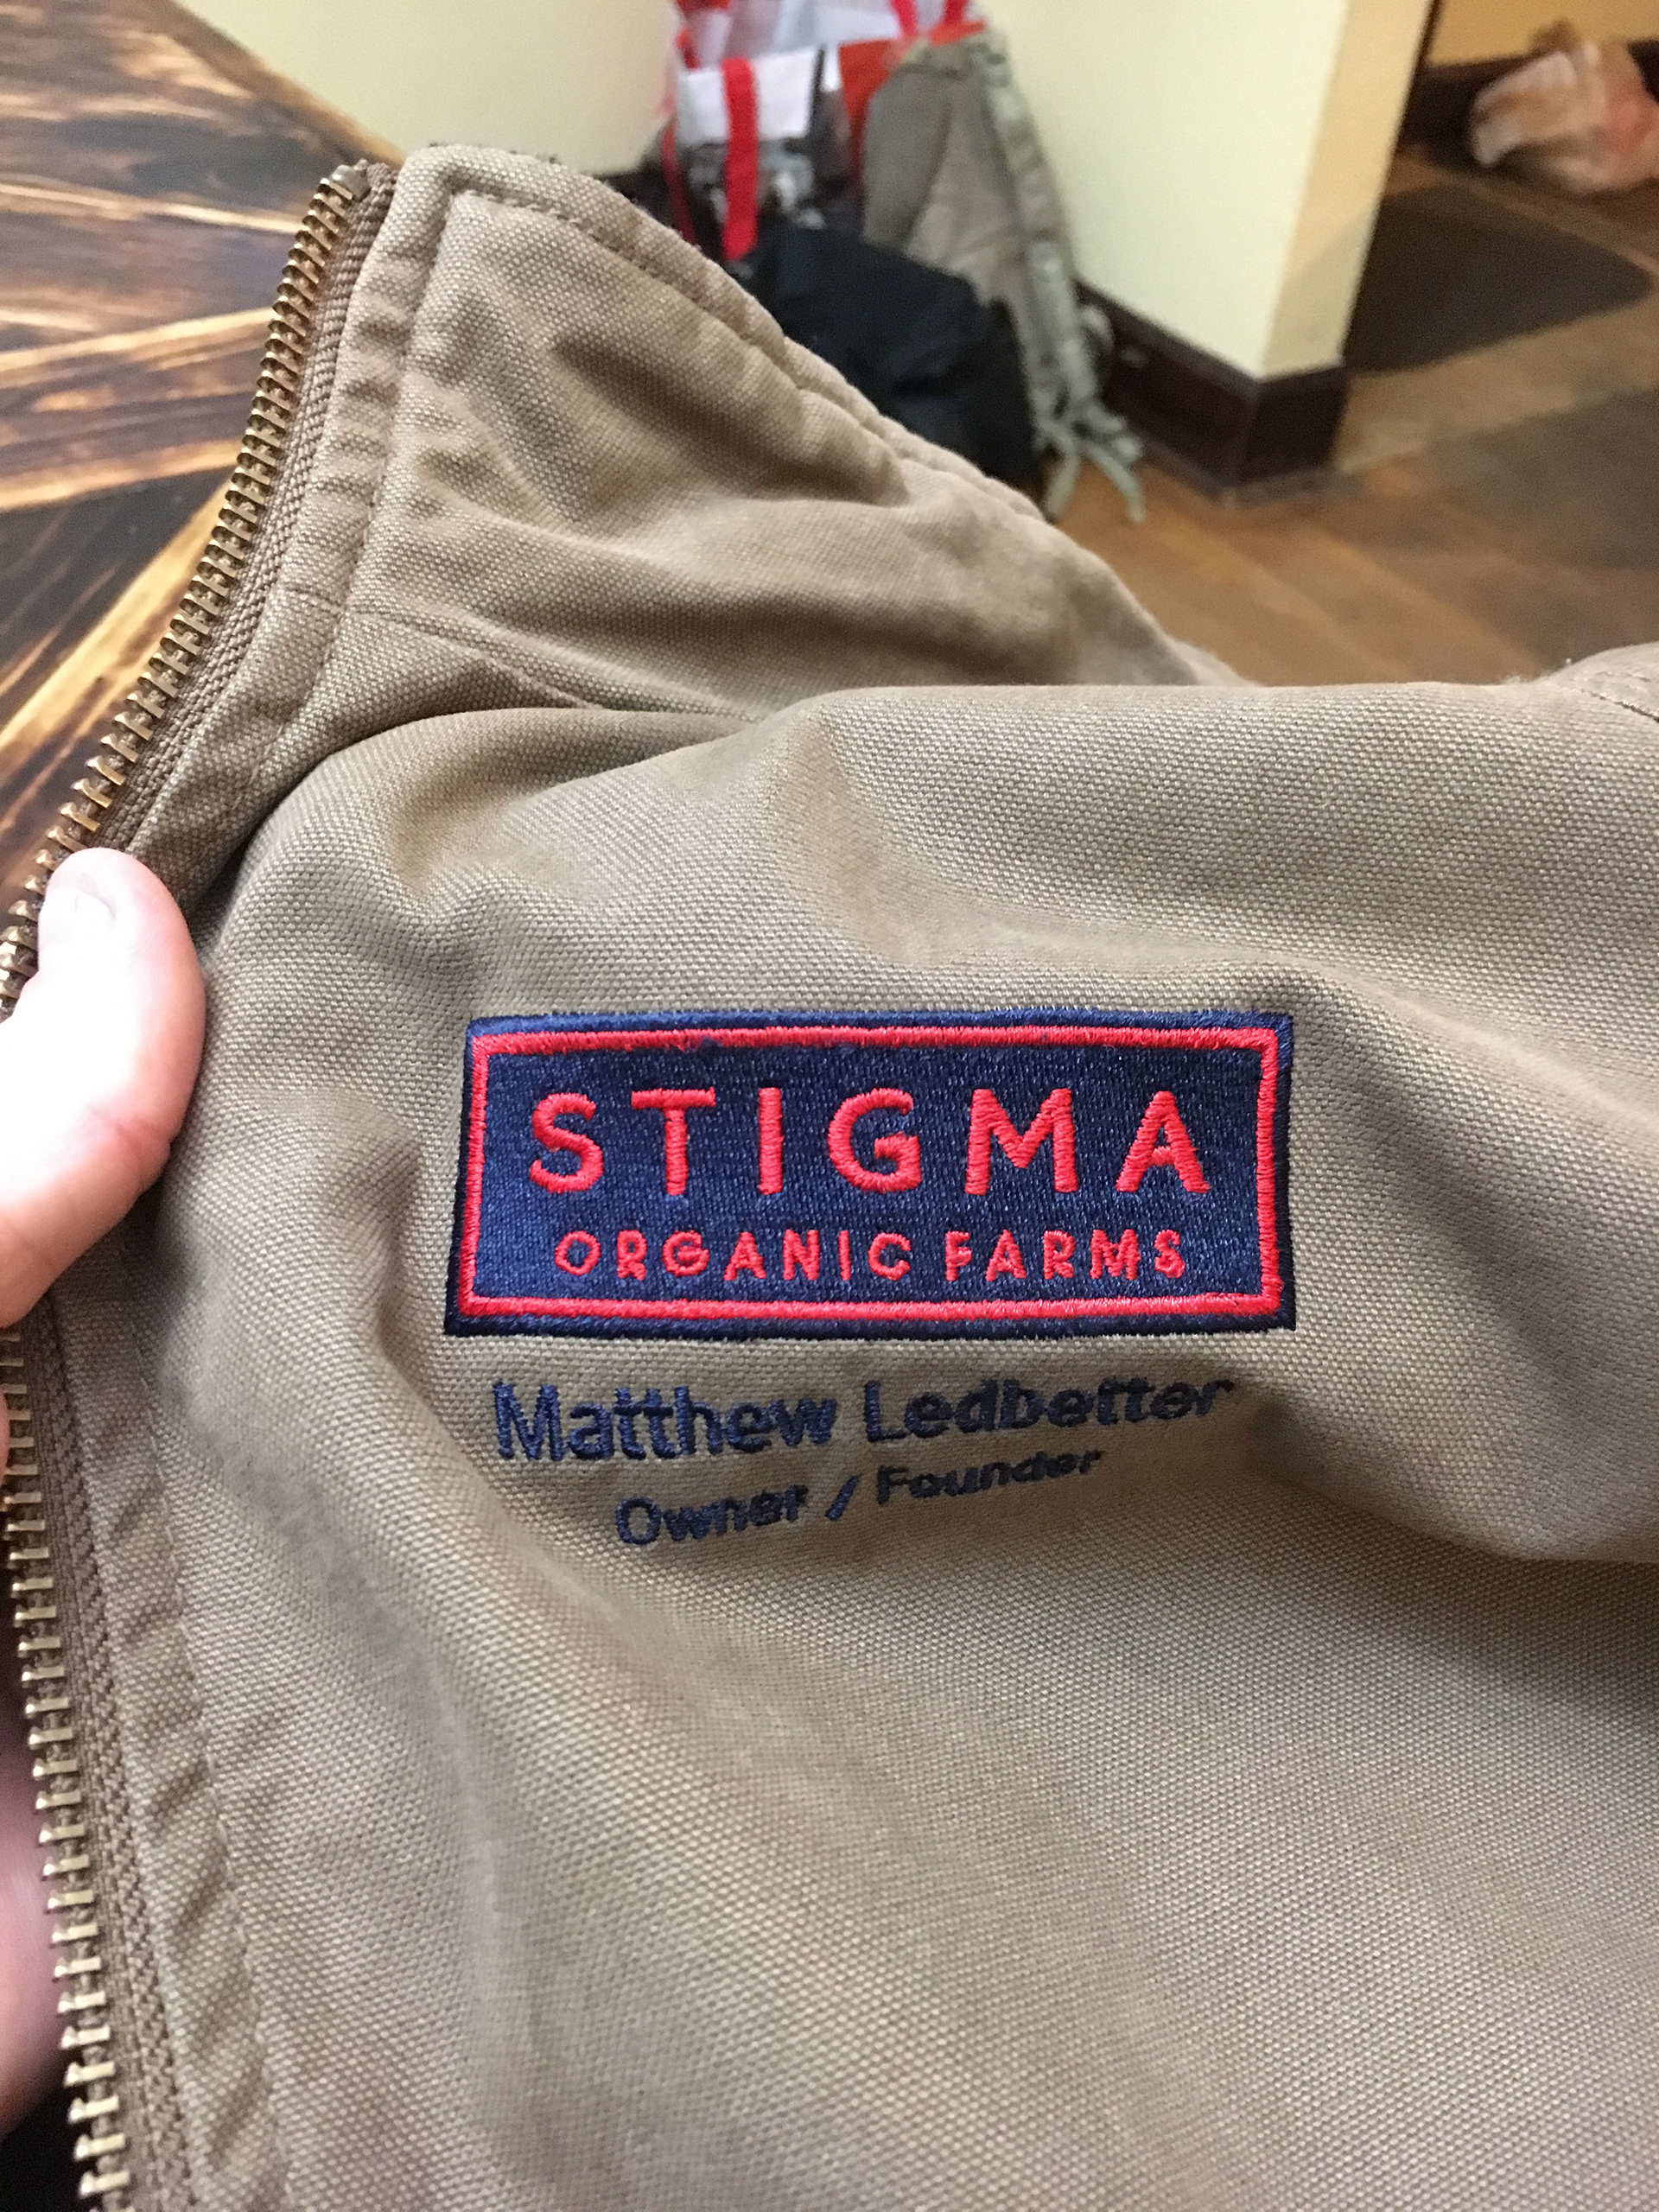 STIGMA
ORGANIC FARMS
Matthew Ledbetter
Owner / Founder